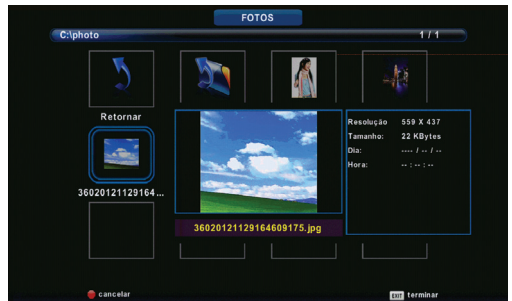 FOTOS
C:\photo
1 / 1
Retornar
36020121129164 ...
36020121129164609175.jpg
Resolução 559 X 437
Tamanho: 22 KBytes
Dia: ---- / -- / --
Hora: -- : -- : --
cancelar
EXIT terminar